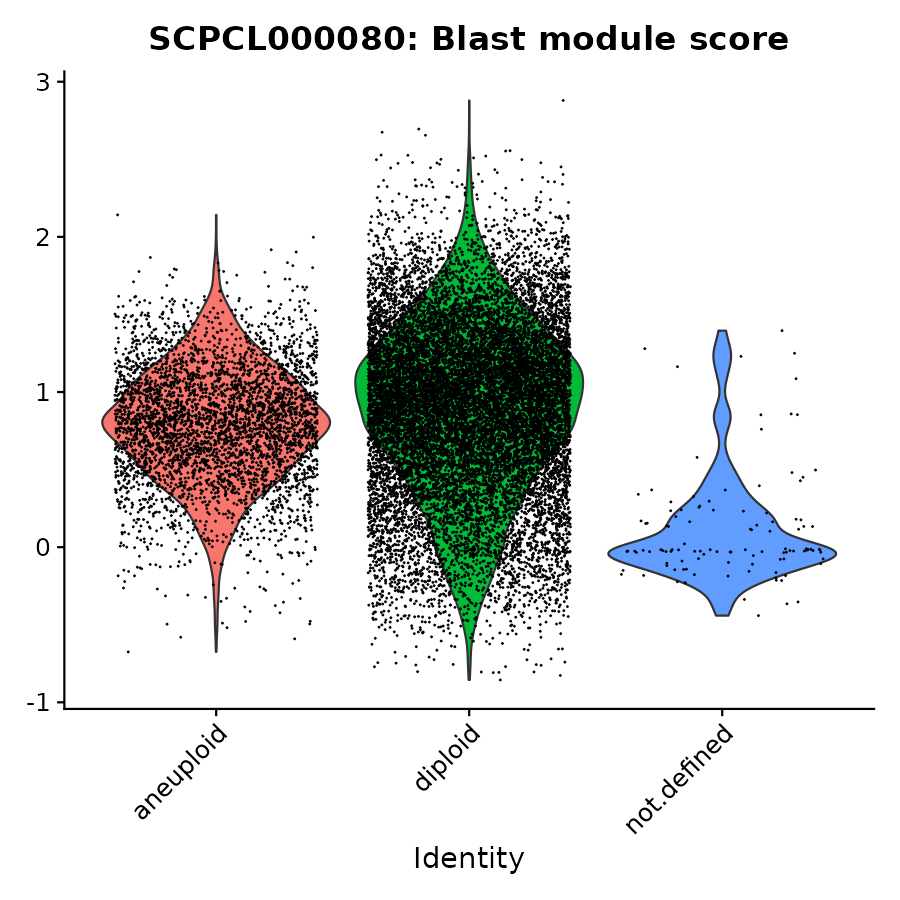 SCPCL000080: Blast module score
3
2
1
0
-1
aneuploid
diploid
not.defined
Identity